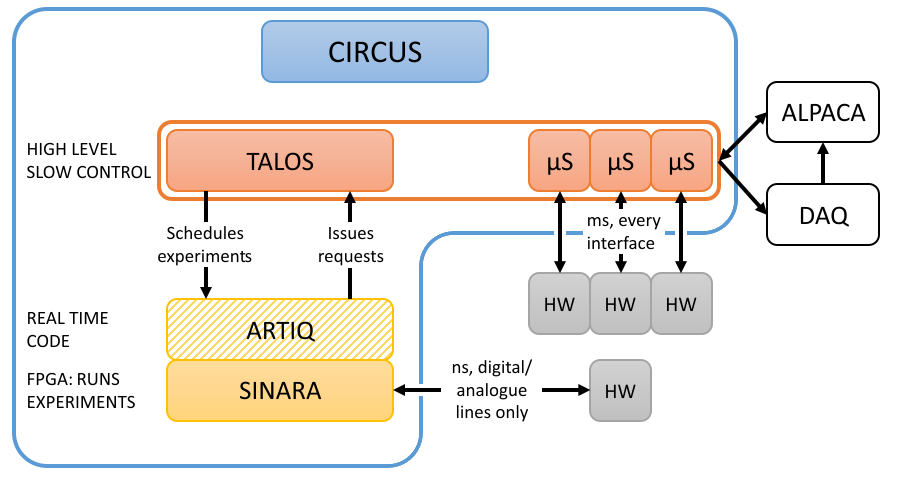 CIRCUS
HIGH LEVEL
SLOW CONTROL
TALOS
μS
μS
μS
ALPACA
DAQ
Schedules
experiments
Issues
requests
ms, every
interface
HW
HW
HW
REAL TIME
CODE
ARTIQ
FPGA: RUNS
EXPERIMENTS
SINARA
ns, digital/
analogue
lines only
HW